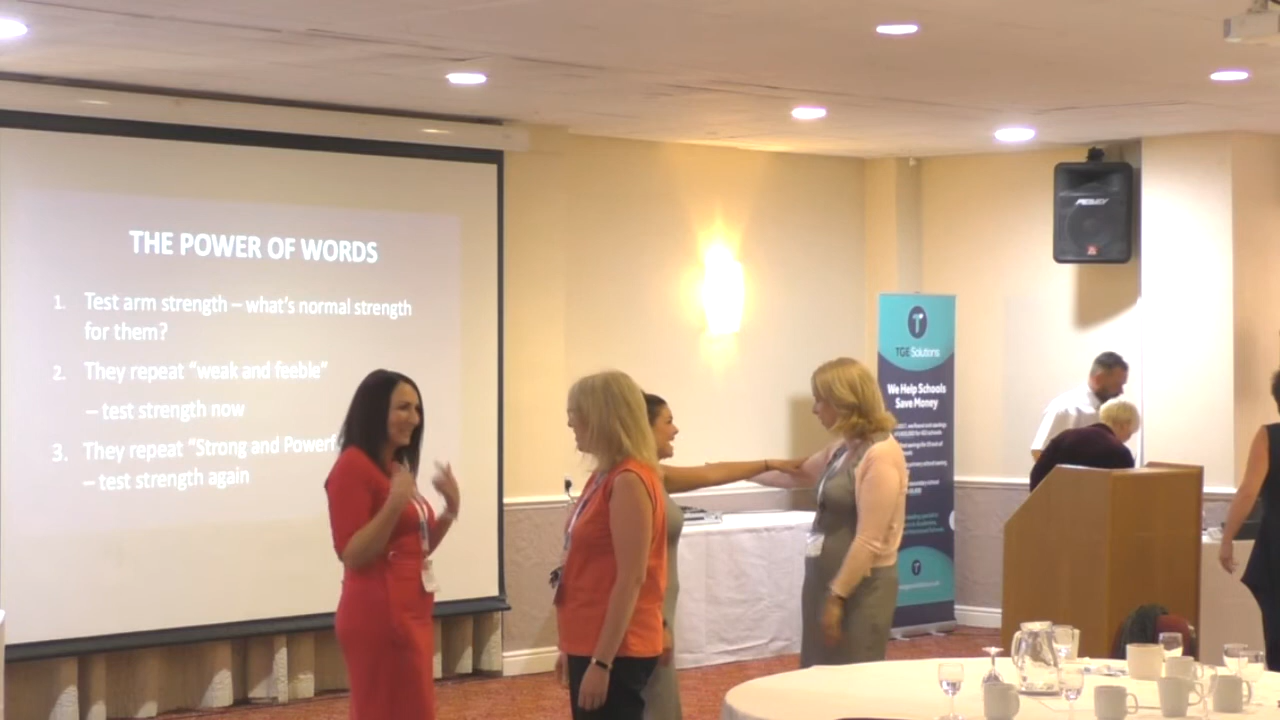 THE POWER OF WORDS
1. Test arm strength – what's normal strength
for them?
2. They repeat "weak and feeble"
– test strength now
3. They repeat "Strong and Powerf
– test strength again
PEAVEY
T
TGE Solutions
We Help Schools
Save Money
T